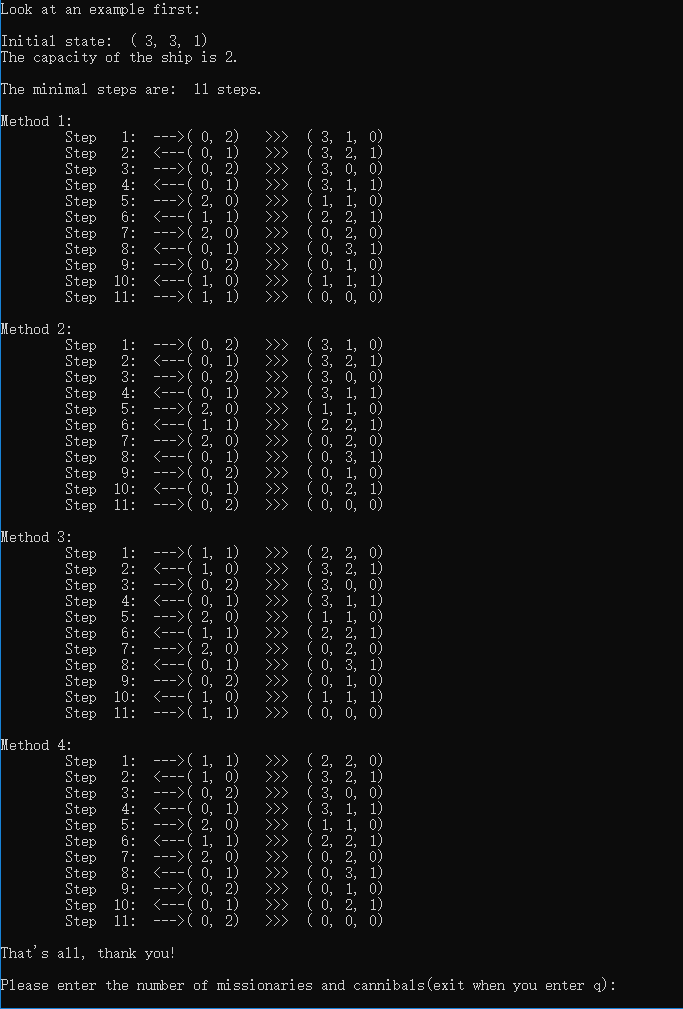 Look at an example first:
Initial state:  ( 3, 3, 1)
The capacity of the ship is 2.
The minimal steps are:  11 steps.
Method 1:
Step   1:  --->( 0, 2)   >>>  ( 3, 1, 0)
Step   2:  <---( 0, 1)   >>>  ( 3, 2, 1)
Step   3:  --->( 0, 2)   >>>  ( 3, 0, 0)
Step   4:  <---( 0, 1)   >>>  ( 3, 1, 1)
Step   5:  --->( 2, 0)   >>>  ( 1, 1, 0)
Step   6:  <---( 1, 1)   >>>  ( 2, 2, 1)
Step   7:  --->( 2, 0)   >>>  ( 0, 2, 0)
Step   8:  <---( 0, 1)   >>>  ( 0, 3, 1)
Step   9:  --->( 0, 2)   >>>  ( 0, 1, 0)
Step  10:  <---( 1, 0)   >>>  ( 1, 1, 1)
Step  11:  --->( 1, 1)   >>>  ( 0, 0, 0)
Method 2:
Step   1:  --->( 0, 2)   >>>  ( 3, 1, 0)
Step   2:  <---( 0, 1)   >>>  ( 3, 2, 1)
Step   3:  --->( 0, 2)   >>>  ( 3, 0, 0)
Step   4:  <---( 0, 1)   >>>  ( 3, 1, 1)
Step   5:  --->( 2, 0)   >>>  ( 1, 1, 0)
Step   6:  <---( 1, 1)   >>>  ( 2, 2, 1)
Step   7:  --->( 2, 0)   >>>  ( 0, 2, 0)
Step   8:  <---( 0, 1)   >>>  ( 0, 3, 1)
Step   9:  --->( 0, 2)   >>>  ( 0, 1, 0)
Step  10:  <---( 0, 1)   >>>  ( 0, 2, 1)
Step  11:  --->( 0, 2)   >>>  ( 0, 0, 0)
Method 3:
Step   1:  --->( 1, 1)   >>>  ( 2, 2, 0)
Step   2:  <---( 1, 0)   >>>  ( 3, 2, 1)
Step   3:  --->( 0, 2)   >>>  ( 3, 0, 0)
Step   4:  <---( 0, 1)   >>>  ( 3, 1, 1)
Step   5:  --->( 2, 0)   >>>  ( 1, 1, 0)
Step   6:  <---( 1, 1)   >>>  ( 2, 2, 1)
Step   7:  --->( 2, 0)   >>>  ( 0, 2, 0)
Step   8:  <---( 0, 1)   >>>  ( 0, 3, 1)
Step   9:  --->( 0, 2)   >>>  ( 0, 1, 0)
Step  10:  <---( 1, 0)   >>>  ( 1, 1, 1)
Step  11:  --->( 1, 1)   >>>  ( 0, 0, 0)
Method 4:
Step   1:  --->( 1, 1)   >>>  ( 2, 2, 0)
Step   2:  <---( 1, 0)   >>>  ( 3, 2, 1)
Step   3:  --->( 0, 2)   >>>  ( 3, 0, 0)
Step   4:  <---( 0, 1)   >>>  ( 3, 1, 1)
Step   5:  --->( 2, 0)   >>>  ( 1, 1, 0)
Step   6:  <---( 1, 1)   >>>  ( 2, 2, 1)
Step   7:  --->( 2, 0)   >>>  ( 0, 2, 0)
Step   8:  <---( 0, 1)   >>>  ( 0, 3, 1)
Step   9:  --->( 0, 2)   >>>  ( 0, 1, 0)
Step  10:  <---( 0, 1)   >>>  ( 0, 2, 1)
Step  11:  --->( 0, 2)   >>>  ( 0, 0, 0)
That's all, thank you!
Please enter the number of missionaries and cannibals(exit when you enter q):